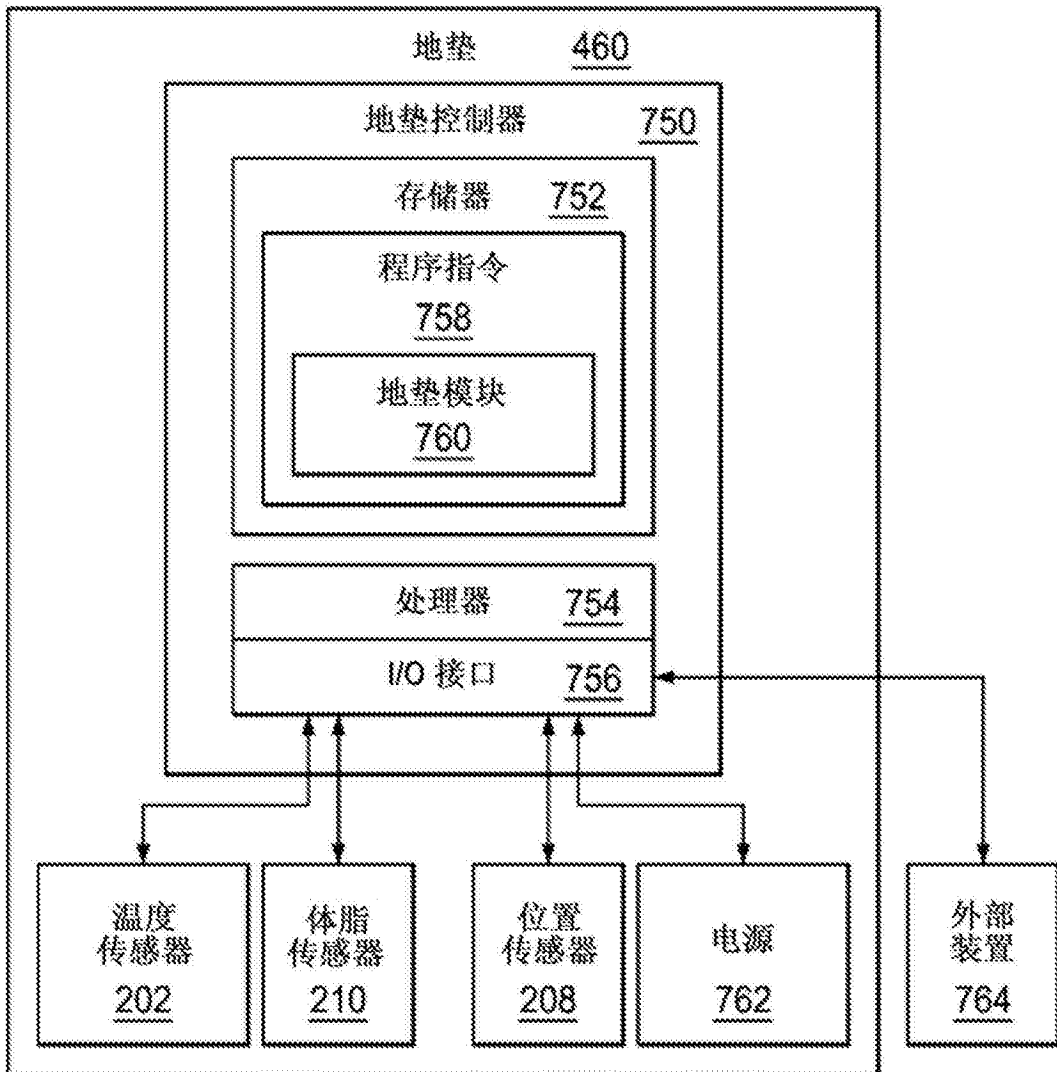 地垫 460
地垫控制器 750
存储器 752
程序指令
758
地垫模块
760
处理器 754
I/O 接口 756
温度
传感器
202
体脂
传感器
210
位置
传感器
208
电源
762
外部
装置
764